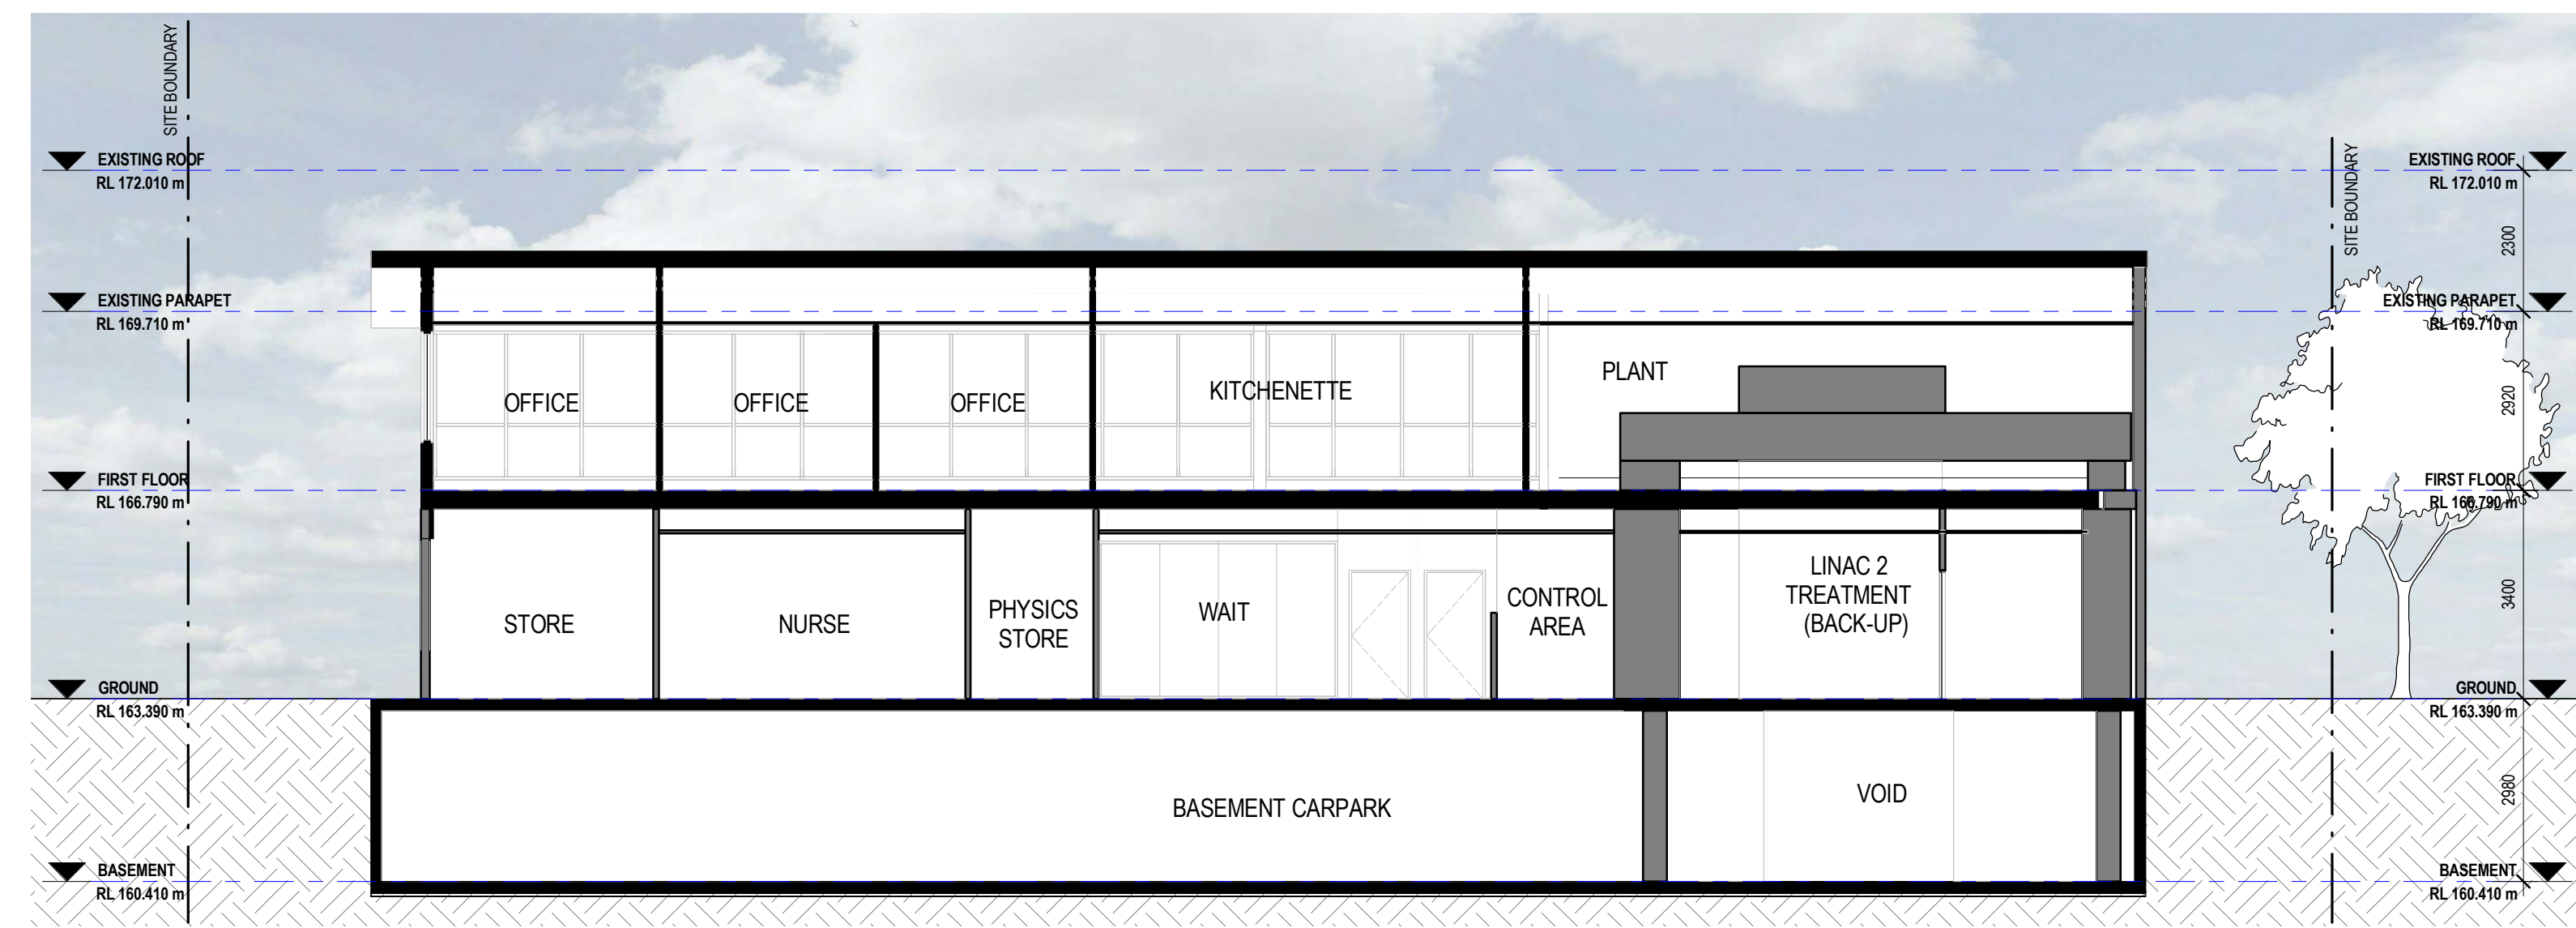 SITE BOUNDARY
SITE BOUNDARY
EXISTING ROOF
RL 172.010 m
EXISTING ROOF
RL 172.010 m
2300
EXISTING PARAPET
RL 169.710 m
EXISTING PARAPET
RL 169.710 m
PLANT
OFFICE
OFFICE
OFFICE
KITCHENETTE
2920
FIRST FLOOR
RL 166.790 m
FIRST FLOOR
RL 166.790 m
STORE
NURSE
PHYSICS
STORE
WAIT
CONTROL
AREA
LINAC 2
TREATMENT
(BACK-UP)
3400
GROUND
RL 163.390 m
GROUND
RL 163.390 m
BASEMENT CARPARK
VOID
2980
BASEMENT
RL 160.410 m
BASEMENT
RL 160.410 m